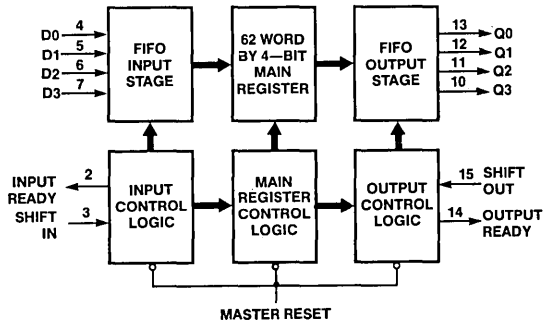 D0 4
D1 5
D2 6
D3 7
FIFO
INPUT
STAGE
62 WORD
BY 4—BIT
MAIN
REGISTER
FIFO
OUTPUT
STAGE
13 Q0
12 Q1
11 Q2
10 Q3
INPUT
READY
2
SHIFT
IN
3
INPUT
CONTROL
LOGIC
MAIN
REGISTER
CONTROL
LOGIC
OUTPUT
CONTROL
LOGIC
15 SHIFT
OUT
14 OUTPUT
READY
MASTER RESET